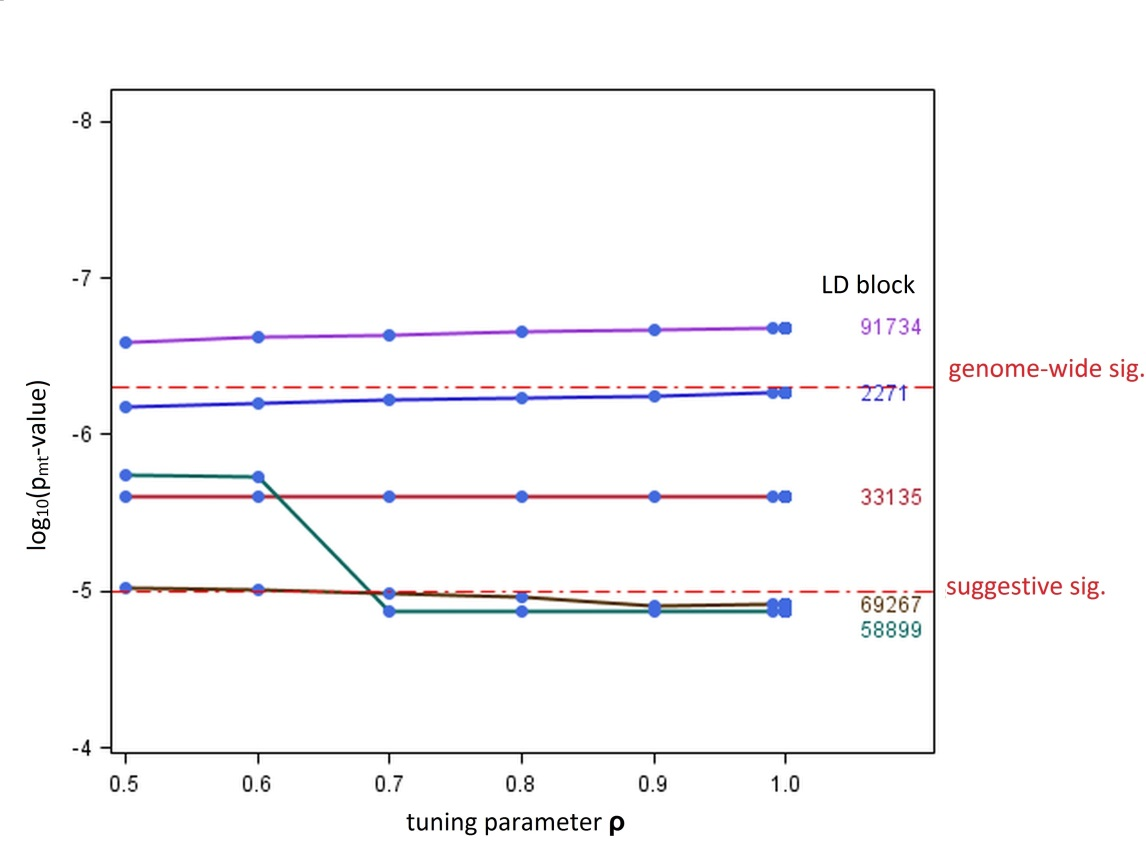 -8
-7
LD block
91734
genome-wide sig.
2271
-6
33135
-5
suggestive sig.
69267
58899
-4
0.5 0.6 0.7 0.8 0.9 1.0
tuning parameter ρ
log10(pmt-value)